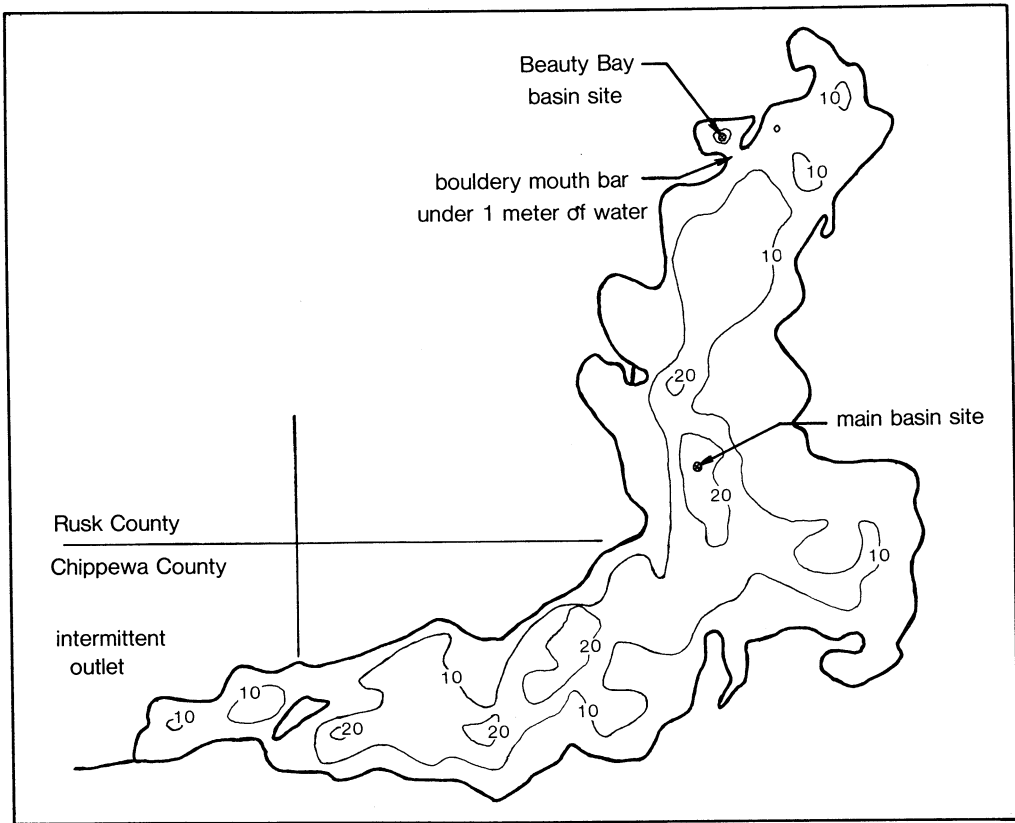 Beauty Bay
basin site
10
bouldery mouth bar
under 1 meter of water
10
10
20
main basin site
20
Rusk County
Chippewa County
10
intermittent
outlet
20
10
10
10
10
20
20